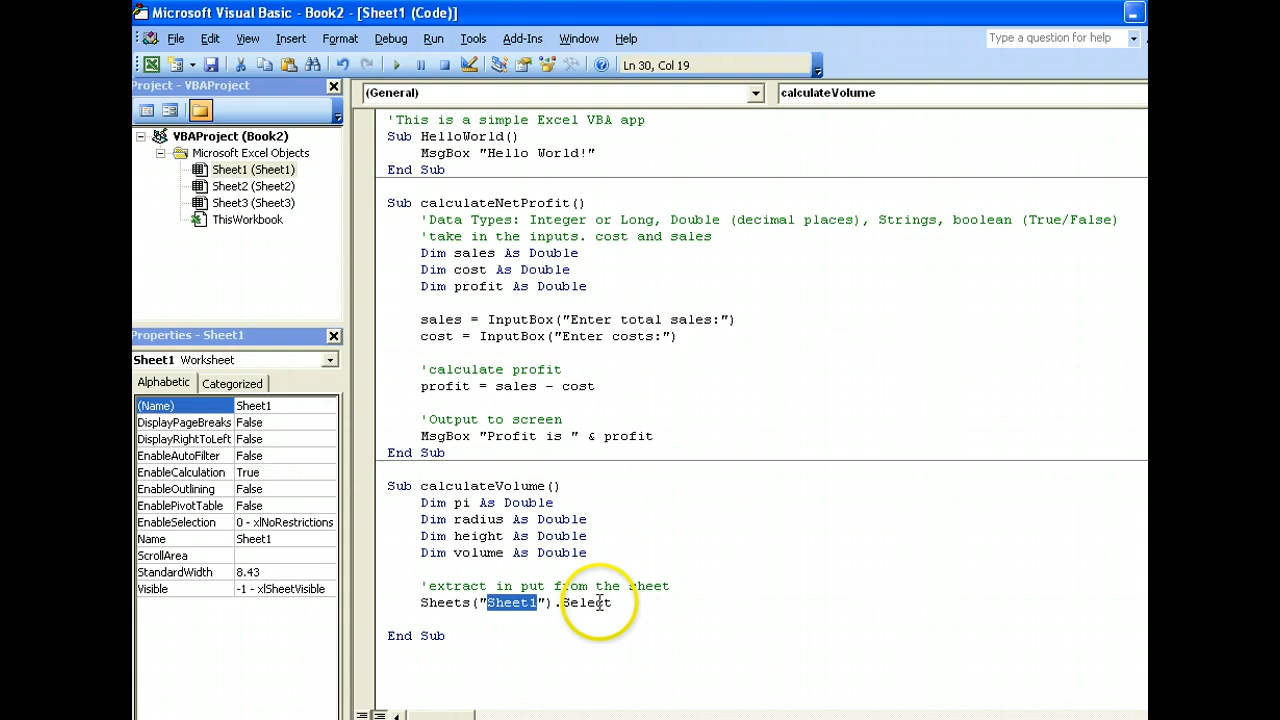 Microsoft Visual Basic - Book2 - [Sheet1 (Code)]
File Edit View Insert Format Debug Run Tools Add-Ins Window Help
Type a question for help
Ln 30, Col 19
Project - VBAProject
(General)
calculateVolume
VBAProject (Book2)
Microsoft Excel Objects
Sheet1 (Sheet1)
Sheet2 (Sheet2)
Sheet3 (Sheet3)
ThisWorkbook
Properties - Sheet1
Sheet1 Worksheet
Alphabetic Categorized
(Name) Sheet1
DisplayPageBreaks False
DisplayRightToLeft False
EnableAutoFilter False
EnableCalculation True
EnableOutlining False
EnablePivotTable False
EnableSelection 0 - xlNoRestrictions
Name Sheet1
ScrollArea
StandardWidth 8.43
Visible -1 - xlSheetVisible
'This is a simple Excel VBA app
Sub HelloWorld()
MsgBox "Hello World!"
End Sub
Sub calculateNetProfit()
'Data Types: Integer or Long, Double (decimal places), Strings, boolean (True/False)
'take in the inputs. cost and sales
Dim sales As Double
Dim cost As Double
Dim profit As Double
sales = InputBox("Enter total sales:")
cost = InputBox("Enter costs:")
'calculate profit
profit = sales - cost
'Output to screen
MsgBox "Profit is " & profit
End Sub
Sub calculateVolume()
Dim pi As Double
Dim radius As Double
Dim height As Double
Dim volume As Double
'extract in put from the sheet
Sheets("Sheet1").Select
End Sub